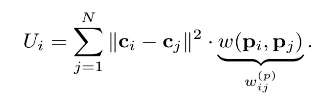 $U_i = \sum_{j=1}^{N} \|\mathbf{c}_i - \mathbf{c}_j\|^2 \cdot \underbrace{w(\mathbf{p}_i, \mathbf{p}_j)}_{w_{ij}^{(p)}} .$